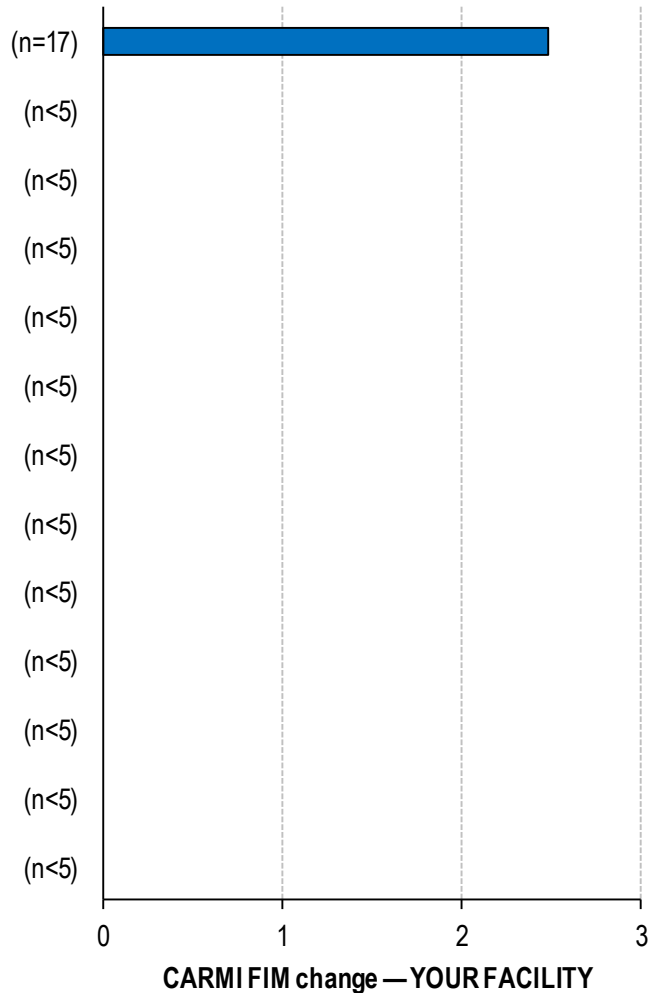 (n=17)
(n<5)
(n<5)
(n<5)
(n<5)
(n<5)
(n<5)
(n<5)
(n<5)
(n<5)
(n<5)
(n<5)
(n<5)
0 1 2 3
CARMI FIM change — YOUR FACILITY